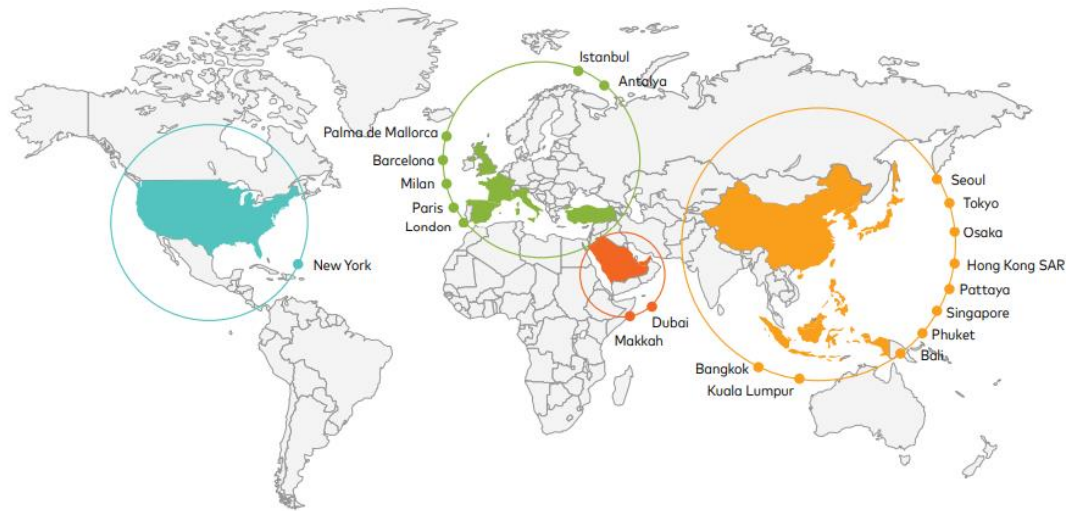 Istanbul
Antalya
Palma de Mallorca
Barcelona
Milan
Paris
London
New York
Dubai
Makkah
Seoul
Tokyo
Osaka
Hong Kong SAR
Pattaya
Singapore
Phuket
Bali
Bangkok
Kuala Lumpur